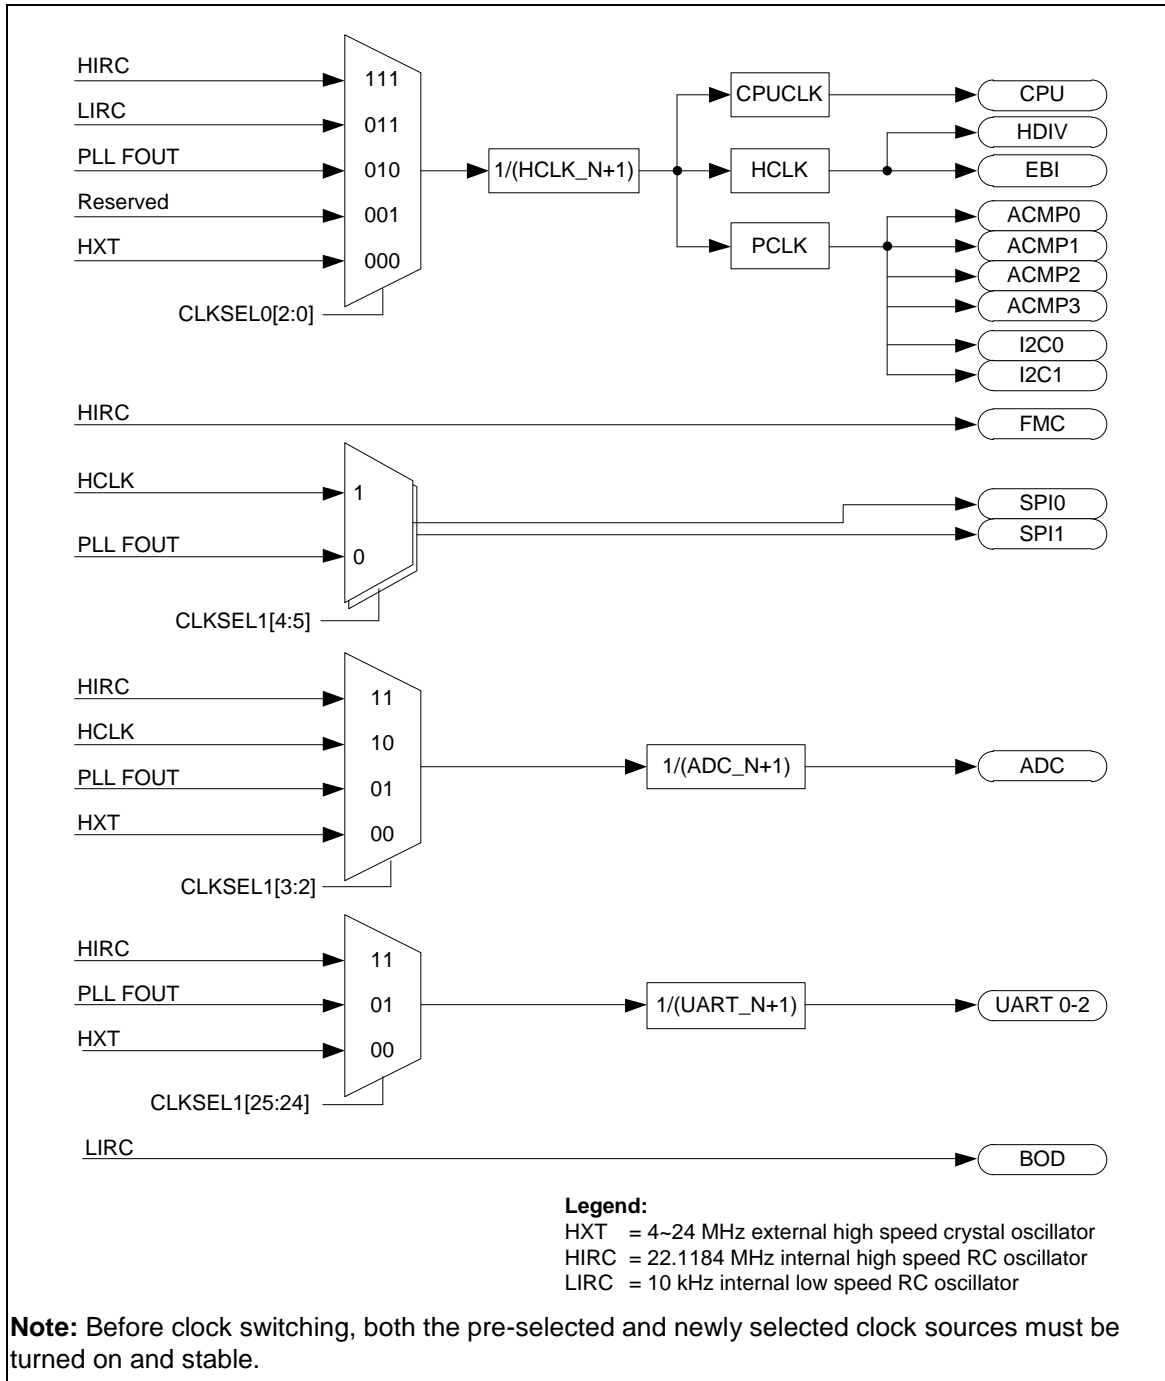 HIRC
111
CPUCLK
CPU
LIRC
011
HDIV
PLL FOUT
010
1/(HCLK_N+1)
HCLK
EBI
Reserved
001
ACMP0
HXT
000
PCLK
ACMP1
ACMP2
ACMP3
CLKSEL0[2:0]
I2C0
I2C1
HIRC
FMC
HCLK
1
SPI0
SPI1
PLL FOUT
0
CLKSEL1[4:5]
HIRC
11
HCLK
10
PLL FOUT
01
1/(ADC_N+1)
ADC
HXT
00
CLKSEL1[3:2]
HIRC
11
PLL FOUT
01
1/(UART_N+1)
UART 0-2
HXT
00
CLKSEL1[25:24]
LIRC
BOD
Legend:
HXT = 4~24 MHz external high speed crystal oscillator
HIRC = 22.1184 MHz internal high speed RC oscillator
LIRC = 10 kHz internal low speed RC oscillator
Note: Before clock switching, both the pre-selected and newly selected clock sources must be
turned on and stable.